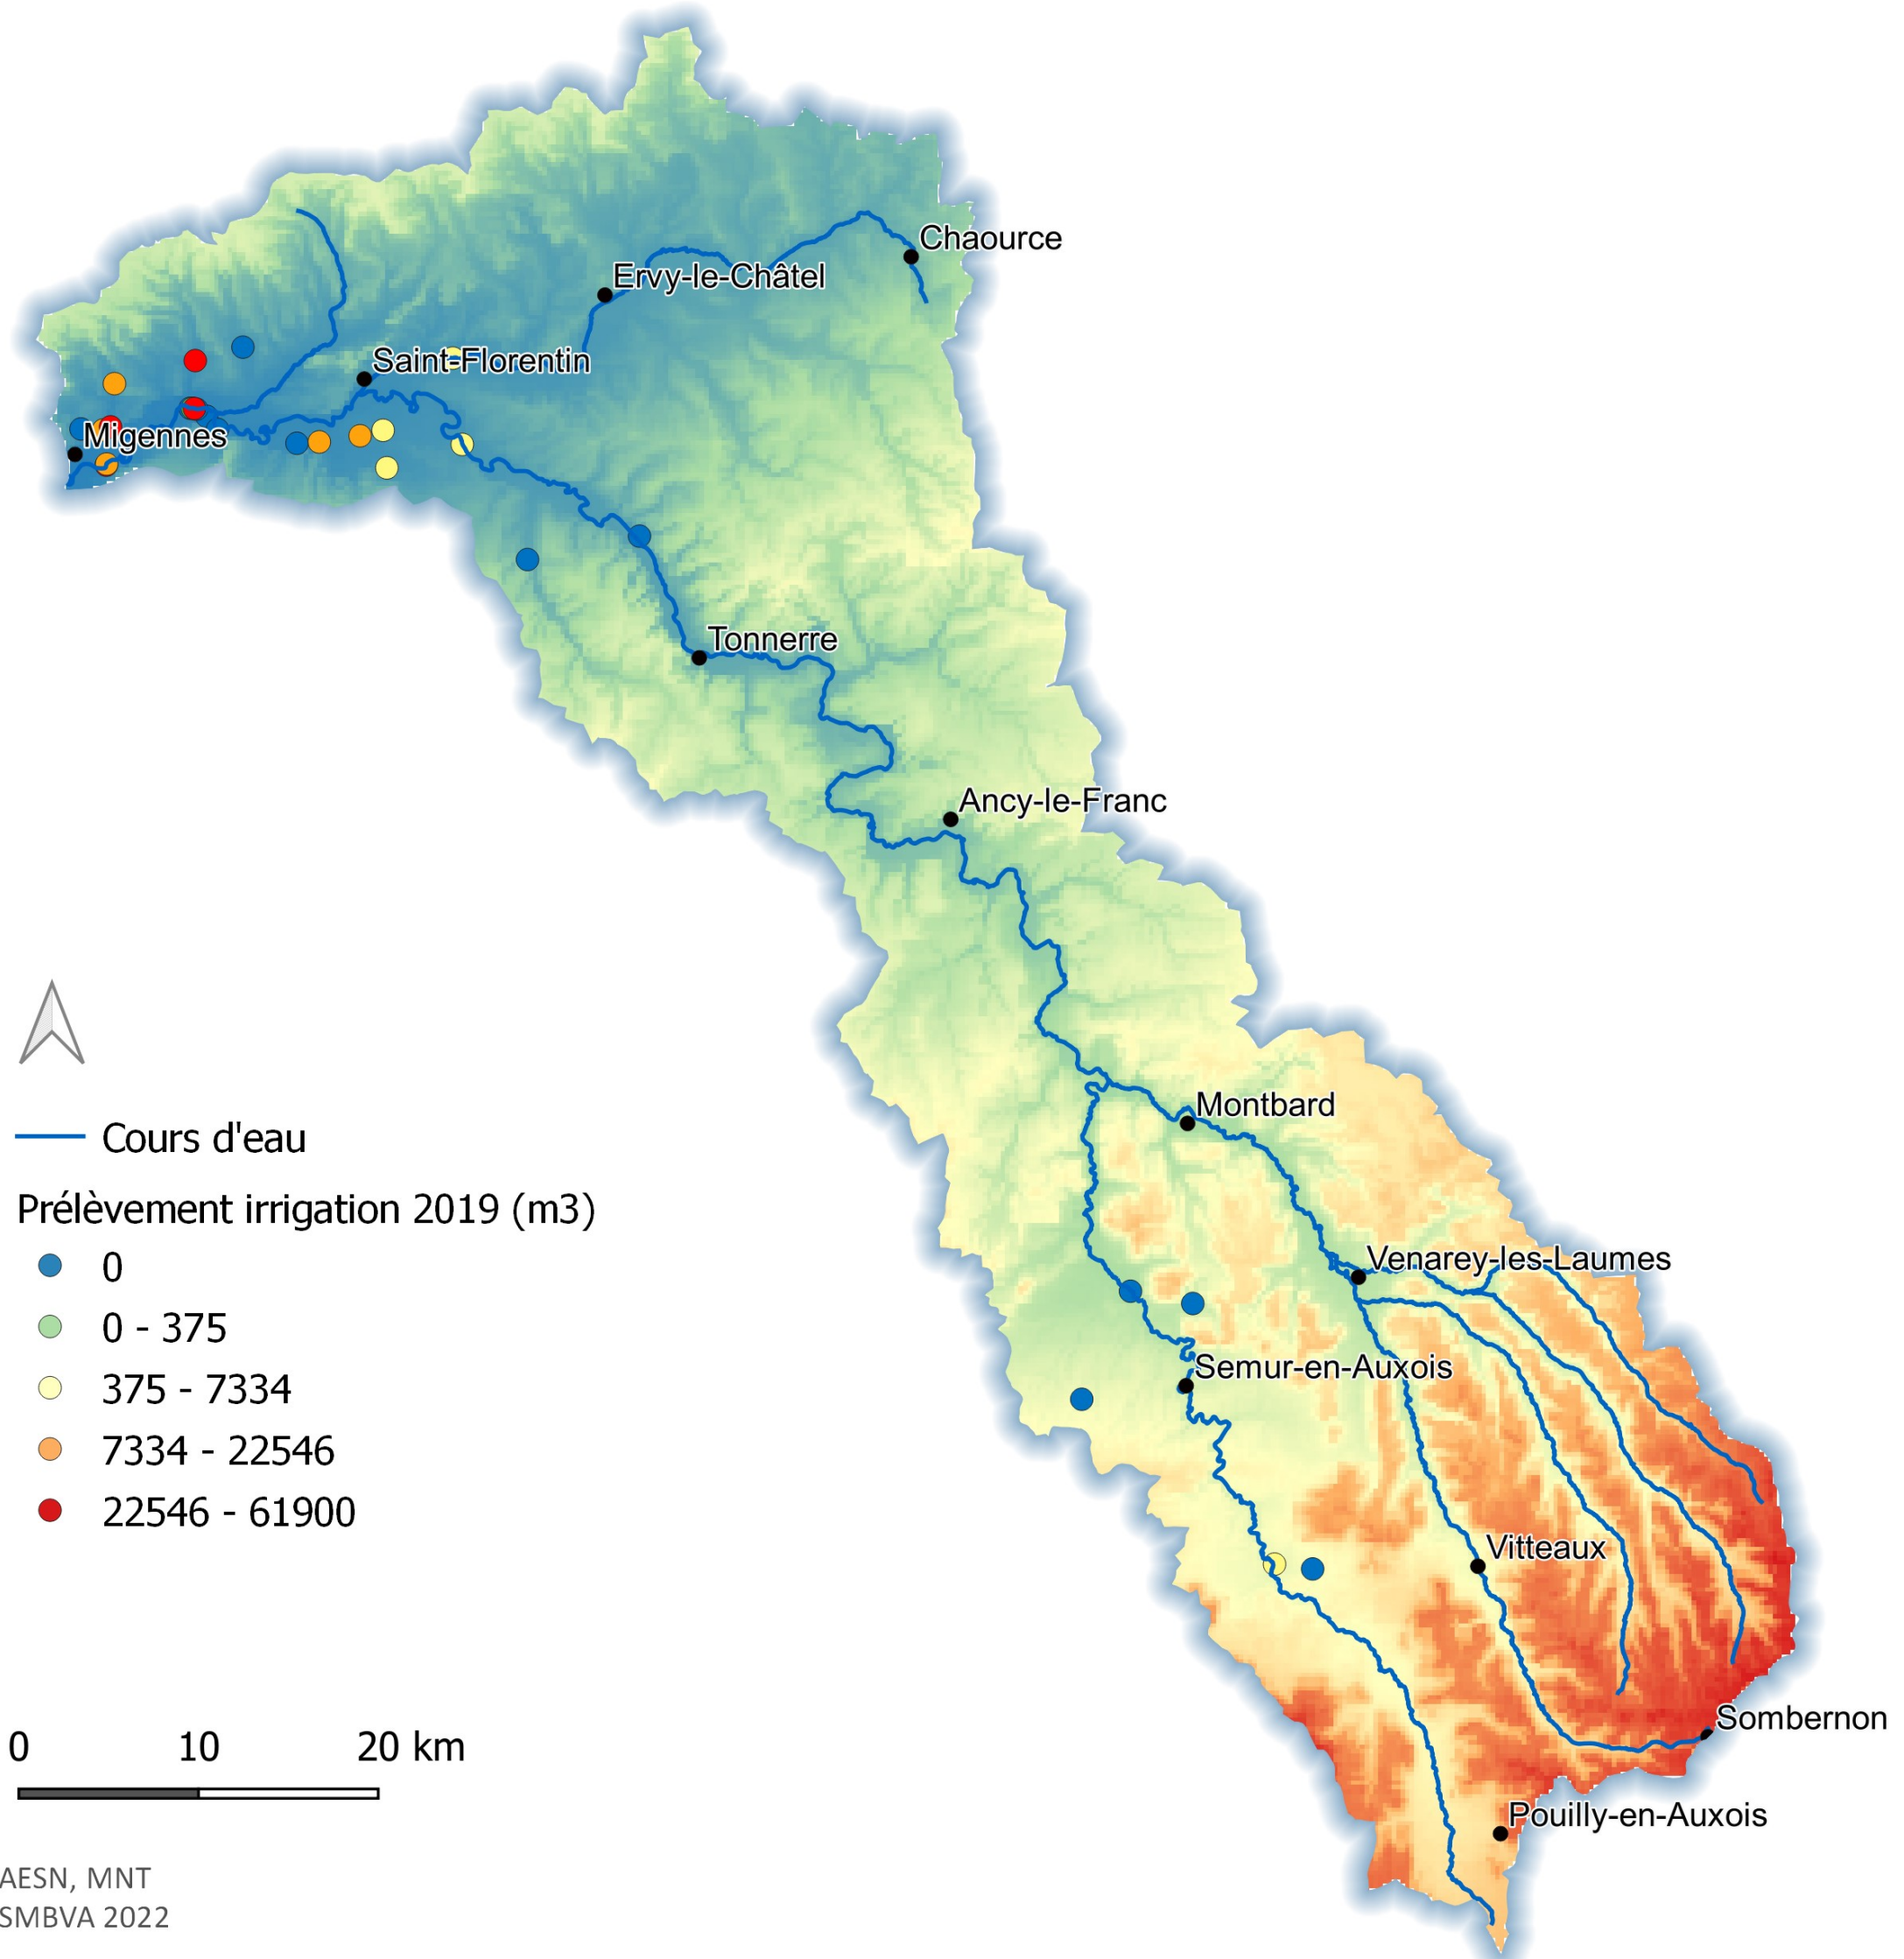 Chaource
Ervy-le-Châtel
Saint-Florentin
Migennes
Tonnerre
Ancy-le-Franc
Montbard
Venarey-les-Laumes
Semur-en-Auxois
Vitteaux
Sombernon
Pouilly-en-Auxois
Cours d'eau
Prélèvement irrigation 2019 (m3)
0
0 - 375
375 - 7334
7334 - 22546
22546 - 61900
0 10 20 km
AESN, MNT
SMBVA 2022